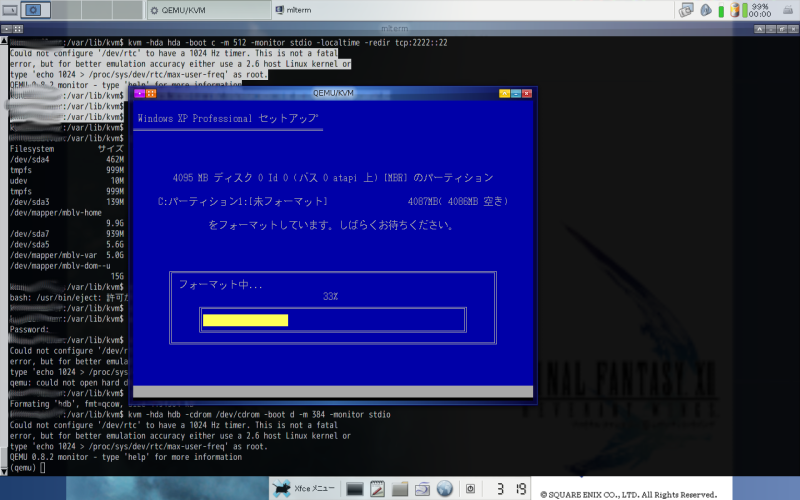 QEMU/KVM
mlterm
99%
00:00
mlterm
:/var/lib/kvm$ kvm -hda hda -boot c -m 512 -monitor stdio -localtime -redir tcp:2222::22
Could not configure '/dev/rtc' to have a 1024 Hz timer. This is not a fatal
error, but for better emulation accuracy either use a 2.6 host Linux kernel or
type 'echo 1024 > /proc/sys/dev/rtc/max-user-freq' as root.
QEMU 0.8.2 monitor - type 'help' for more information
:/var/lib/kvm$
:/var/lib/kvm$
:/var/lib/kvm$
:/var/lib/kvm$
:/var/lib/kvm$
Filesystem サイズ
/dev/sda4 462M
tmpfs 999M
udev 10M
tmpfs 999M
/dev/sda3 139M
/dev/mapper/mblv-home
9.9G
/dev/sda7 939M
/dev/sda5 5.6G
/dev/mapper/mblv-var 5.0G
/dev/mapper/mblv-dom--u
15G
:/var/lib/kvm$
bash: /usr/bin/eject: 許可
:/var/lib/kvm$
:/var/lib/kvm$
Password:
:/var/lib/kvm$
Could not configure '/dev/r
error, but for better emula
type 'echo 1024 > /proc/sys
qemu: could not open hard d
:/var/lib/kvm$
Formating 'hdb', fmt=qcow,
:/var/lib/kvm$ kvm -hda hdb -cdrom /dev/cdrom -boot d -m 384 -monitor stdio
Could not configure '/dev/rtc' to have a 1024 Hz timer. This is not a fatal
error, but for better emulation accuracy either use a 2.6 host Linux kernel or
type 'echo 1024 > /proc/sys/dev/rtc/max-user-freq' as root.
QEMU 0.8.2 monitor - type 'help' for more information
(qemu)
QEMU/KVM
Windows XP Professional セットアップ
4095 MB ディスク 0 Id 0 (バス 0 atapi 上) [MBR] のパーティション
C:パーティション1:[未フォーマット] 4087MB( 4086MB 空き)
をフォーマットしています。しばらくお待ちください。
フォーマット中...
33%
FINAL FANTASY XII
REVENANT WINGS
Xfce メニュー
3 19
© SQUARE ENIX CO., LTD. All Rights Reserved.